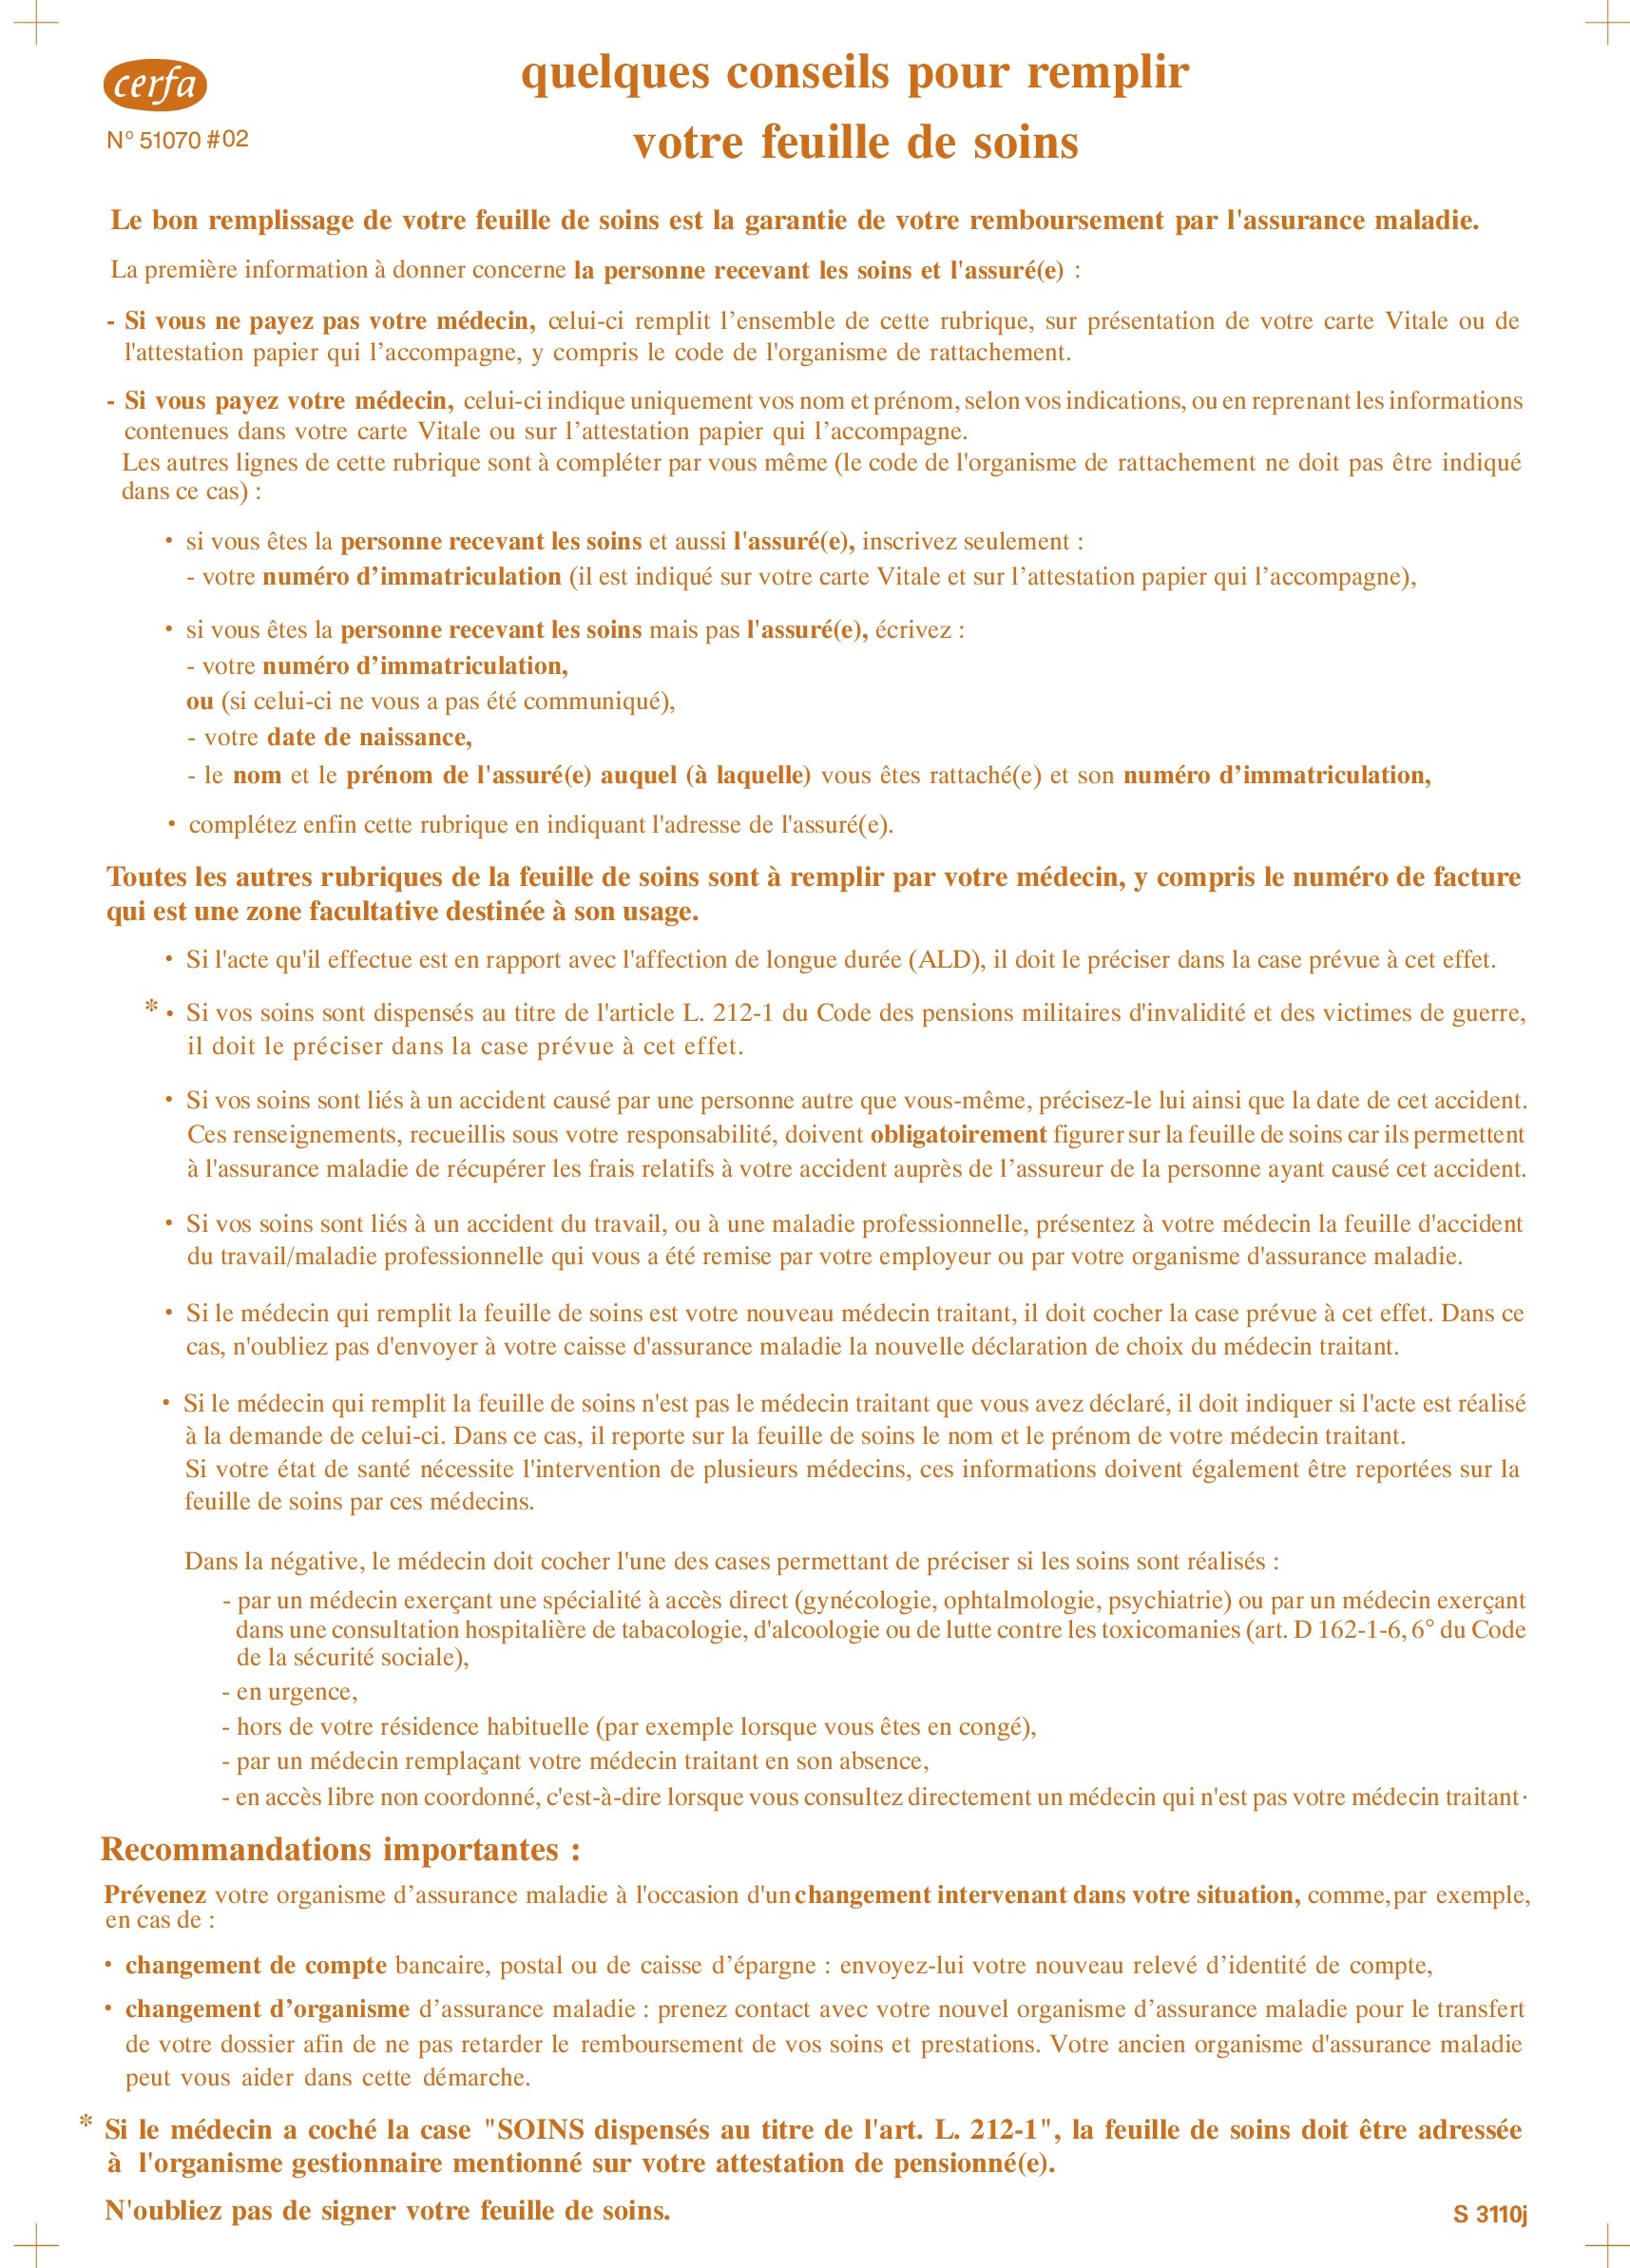 cerfa
N° 51070 #02
quelques conseils pour remplir
votre feuille de soins
Le bon remplissage de votre feuille de soins est la garantie de votre remboursement par l'assurance maladie.
La première information à donner concerne la personne recevant les soins et l'assuré(e) :
- Si vous ne payez pas votre médecin, celui-ci remplit l’ensemble de cette rubrique, sur présentation de votre carte Vitale ou de
l'attestation papier qui l’accompagne, y compris le code de l'organisme de rattachement.
- Si vous payez votre médecin, celui-ci indique uniquement vos nom et prénom, selon vos indications, ou en reprenant les informations
contenues dans votre carte Vitale ou sur l’attestation papier qui l’accompagne.
Les autres lignes de cette rubrique sont à compléter par vous même (le code de l'organisme de rattachement ne doit pas être indiqué
dans ce cas) :
• si vous êtes la personne recevant les soins et aussi l'assuré(e), inscrivez seulement :
- votre numéro d’immatriculation (il est indiqué sur votre carte Vitale et sur l’attestation papier qui l’accompagne),
• si vous êtes la personne recevant les soins mais pas l'assuré(e), écrivez :
- votre numéro d’immatriculation,
ou (si celui-ci ne vous a pas été communiqué),
- votre date de naissance,
- le nom et le prénom de l'assuré(e) auquel (à laquelle) vous êtes rattaché(e) et son numéro d’immatriculation,
• complétez enfin cette rubrique en indiquant l'adresse de l'assuré(e).
Toutes les autres rubriques de la feuille de soins sont à remplir par votre médecin, y compris le numéro de facture
qui est une zone facultative destinée à son usage.
• Si l'acte qu'il effectue est en rapport avec l'affection de longue durée (ALD), il doit le préciser dans la case prévue à cet effet.
* • Si vos soins sont dispensés au titre de l'article L. 212-1 du Code des pensions militaires d'invalidité et des victimes de guerre,
il doit le préciser dans la case prévue à cet effet.
• Si vos soins sont liés à un accident causé par une personne autre que vous-même, précisez-le lui ainsi que la date de cet accident.
Ces renseignements, recueillis sous votre responsabilité, doivent obligatoirement figurer sur la feuille de soins car ils permettent
à l'assurance maladie de récupérer les frais relatifs à votre accident auprès de l’assureur de la personne ayant causé cet accident.
• Si vos soins sont liés à un accident du travail, ou à une maladie professionnelle, présentez à votre médecin la feuille d'accident
du travail/maladie professionnelle qui vous a été remise par votre employeur ou par votre organisme d'assurance maladie.
• Si le médecin qui remplit la feuille de soins est votre nouveau médecin traitant, il doit cocher la case prévue à cet effet. Dans ce
cas, n'oubliez pas d'envoyer à votre caisse d'assurance maladie la nouvelle déclaration de choix du médecin traitant.
• Si le médecin qui remplit la feuille de soins n'est pas le médecin traitant que vous avez déclaré, il doit indiquer si l'acte est réalisé
à la demande de celui-ci. Dans ce cas, il reporte sur la feuille de soins le nom et le prénom de votre médecin traitant.
Si votre état de santé nécessite l'intervention de plusieurs médecins, ces informations doivent également être reportées sur la
feuille de soins par ces médecins.
Dans la négative, le médecin doit cocher l'une des cases permettant de préciser si les soins sont réalisés :
- par un médecin exerçant une spécialité à accès direct (gynécologie, ophtalmologie, psychiatrie) ou par un médecin exerçant
dans une consultation hospitalière de tabacologie, d'alcoologie ou de lutte contre les toxicomanies (art. D 162-1-6, 6° du Code
de la sécurité sociale),
- en urgence,
- hors de votre résidence habituelle (par exemple lorsque vous êtes en congé),
- par un médecin remplaçant votre médecin traitant en son absence,
- en accès libre non coordonné, c'est-à-dire lorsque vous consultez directement un médecin qui n'est pas votre médecin traitant.
Recommandations importantes :
Prévenez votre organisme d’assurance maladie à l'occasion d'un changement intervenant dans votre situation, comme, par exemple,
en cas de :
• changement de compte bancaire, postal ou de caisse d’épargne : envoyez-lui votre nouveau relevé d’identité de compte,
• changement d’organisme d’assurance maladie : prenez contact avec votre nouvel organisme d’assurance maladie pour le transfert
de votre dossier afin de ne pas retarder le remboursement de vos soins et prestations. Votre ancien organisme d'assurance maladie
peut vous aider dans cette démarche.
* Si le médecin a coché la case "SOINS dispensés au titre de l'art. L. 212-1", la feuille de soins doit être adressée
à l'organisme gestionnaire mentionné sur votre attestation de pensionné(e).
N'oubliez pas de signer votre feuille de soins.
S 3110j